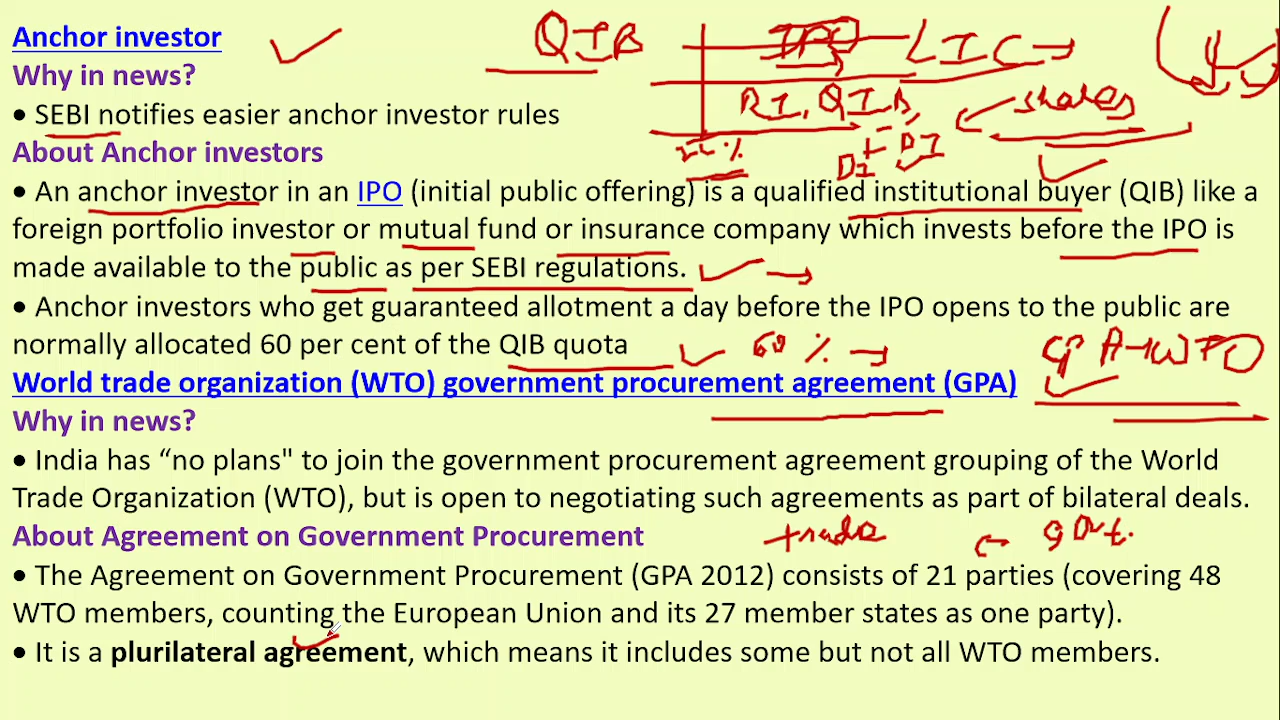 Anchor investor
QIB
IPO LIC
Why in news?
RI, QIB
shares
• SEBI notifies easier anchor investor rules
DI
DI
About Anchor investors
• An anchor investor in an IPO (initial public offering) is a qualified institutional buyer (QIB) like a
foreign portfolio investor or mutual fund or insurance company which invests before the IPO is
made available to the public as per SEBI regulations.
• Anchor investors who get guaranteed allotment a day before the IPO opens to the public are
normally allocated 60 per cent of the QIB quota
60 %
GPA-WTO
World trade organization (WTO) government procurement agreement (GPA)
Why in news?
• India has “no plans" to join the government procurement agreement grouping of the World
Trade Organization (WTO), but is open to negotiating such agreements as part of bilateral deals.
About Agreement on Government Procurement
trade
govt.
• The Agreement on Government Procurement (GPA 2012) consists of 21 parties (covering 48
WTO members, counting the European Union and its 27 member states as one party).
• It is a plurilateral agreement, which means it includes some but not all WTO members.